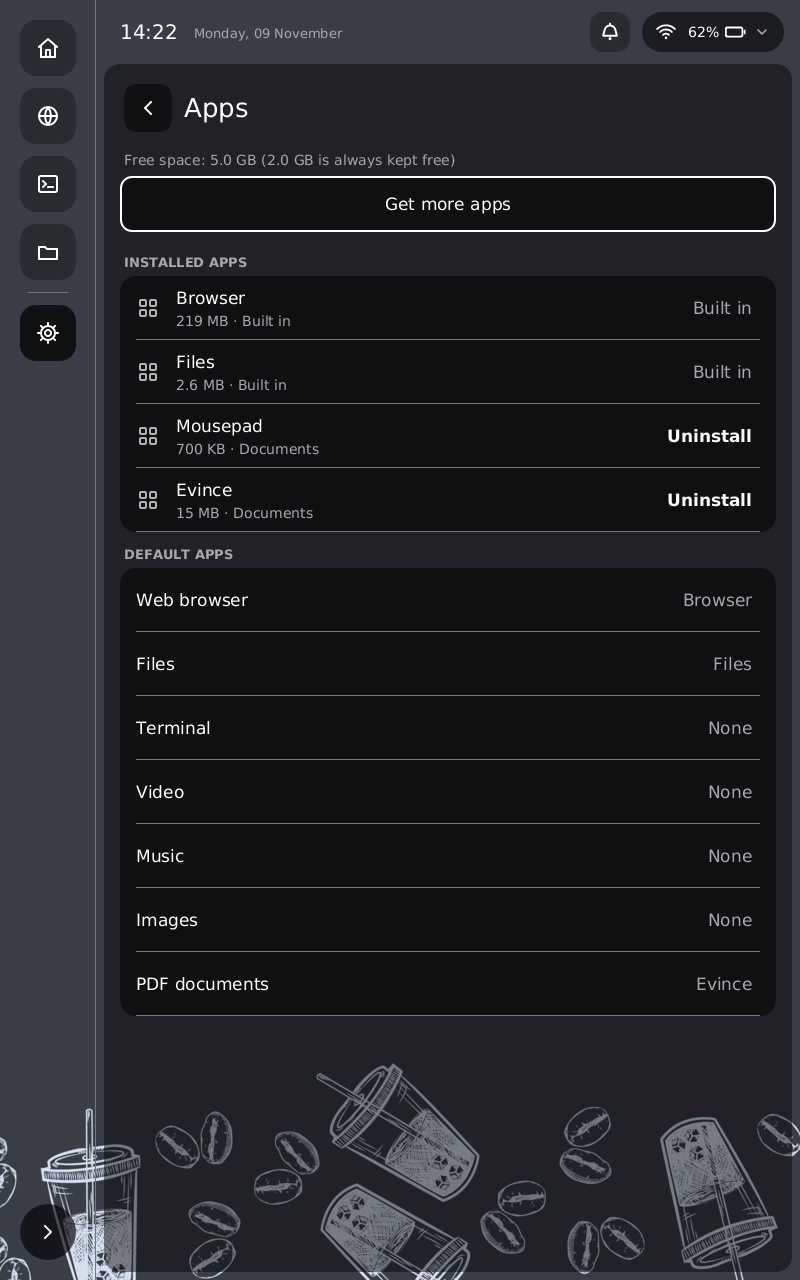 14:22 Monday, 09 November 62%
Apps
Free space: 5.0 GB (2.0 GB is always kept free)
Get more apps
INSTALLED APPS
Browser
219 MB · Built in
Built in
Files
2.6 MB · Built in
Built in
Mousepad
700 KB · Documents
Uninstall
Evince
15 MB · Documents
Uninstall
DEFAULT APPS
Web browser Browser
Files Files
Terminal None
Video None
Music None
Images None
PDF documents Evince